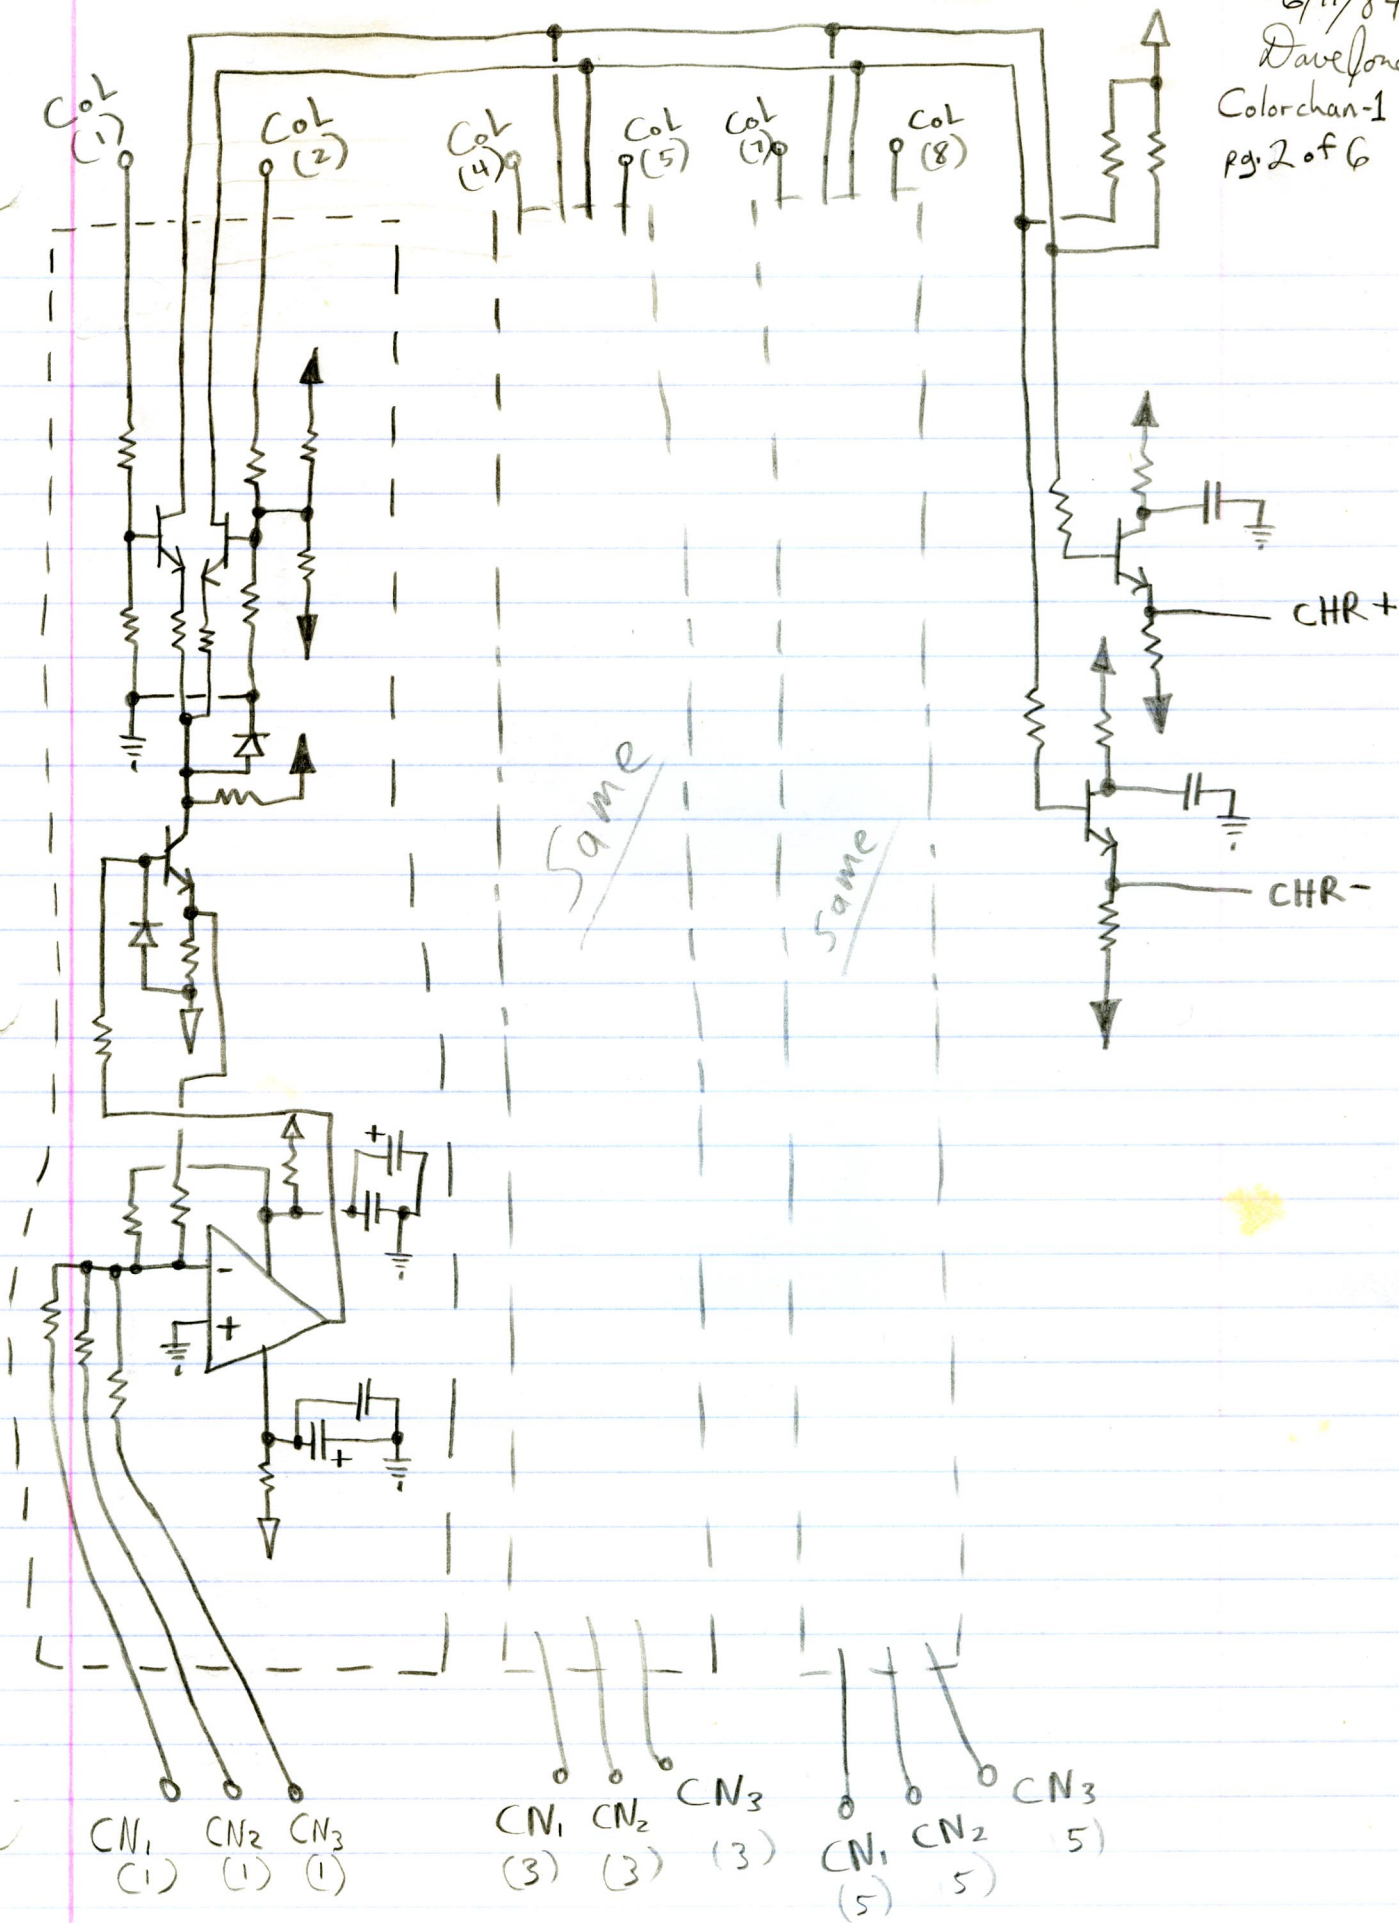 Colorchan-1
pg. 2 of 6
COL
(1)
COL
(2)
COL
(4)
COL
(5)
COL
(7)
COL
(8)
CHR+
CHR-
Same
Same
+
-
+
+
CN1
(1)
CN2
(1)
CN3
(1)
CN1
(3)
CN2
(3)
CN3
(3)
CN1
(5)
CN2
5)
CN3
5)